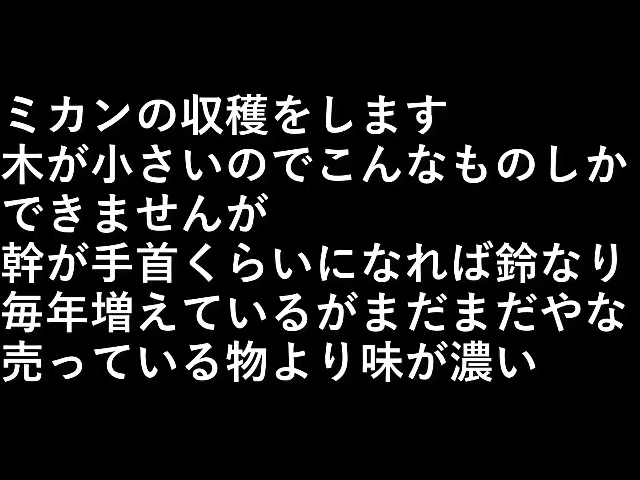 ミカンの収穫をします
木が小さいのでこんなものしか
できませんが
幹が手首くらいになれば鈴なり
毎年増えているがまだまだやな
売っている物より味が濃い